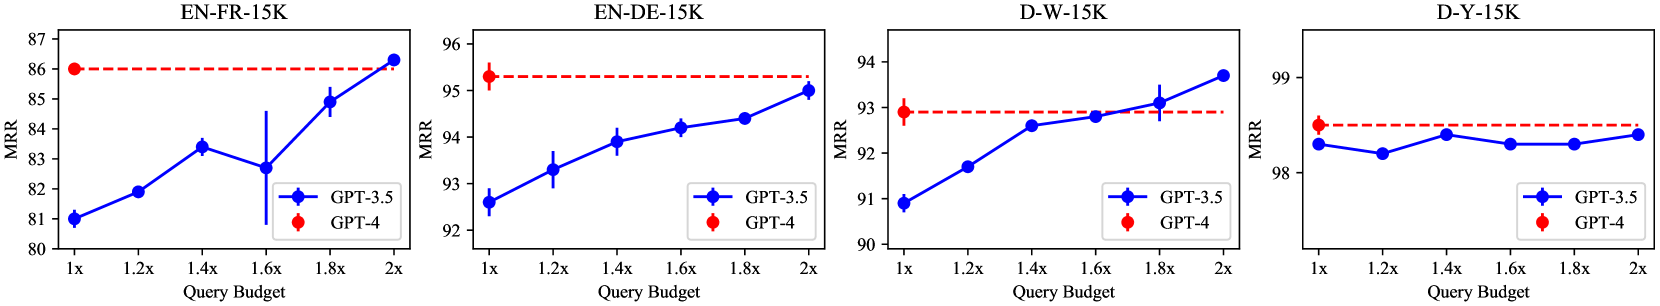 EN-FR-15K
87
86
85
84
83
82
81
80
MRR
1x 1.2x 1.4x 1.6x 1.8x 2x
Query Budget
GPT-3.5
GPT-4
EN-DE-15K
96
95
94
93
92
MRR
1x 1.2x 1.4x 1.6x 1.8x 2x
Query Budget
GPT-3.5
GPT-4
D-W-15K
94
93
92
91
90
MRR
1x 1.2x 1.4x 1.6x 1.8x 2x
Query Budget
GPT-3.5
GPT-4
D-Y-15K
99
98
MRR
1x 1.2x 1.4x 1.6x 1.8x 2x
Query Budget
GPT-3.5
GPT-4